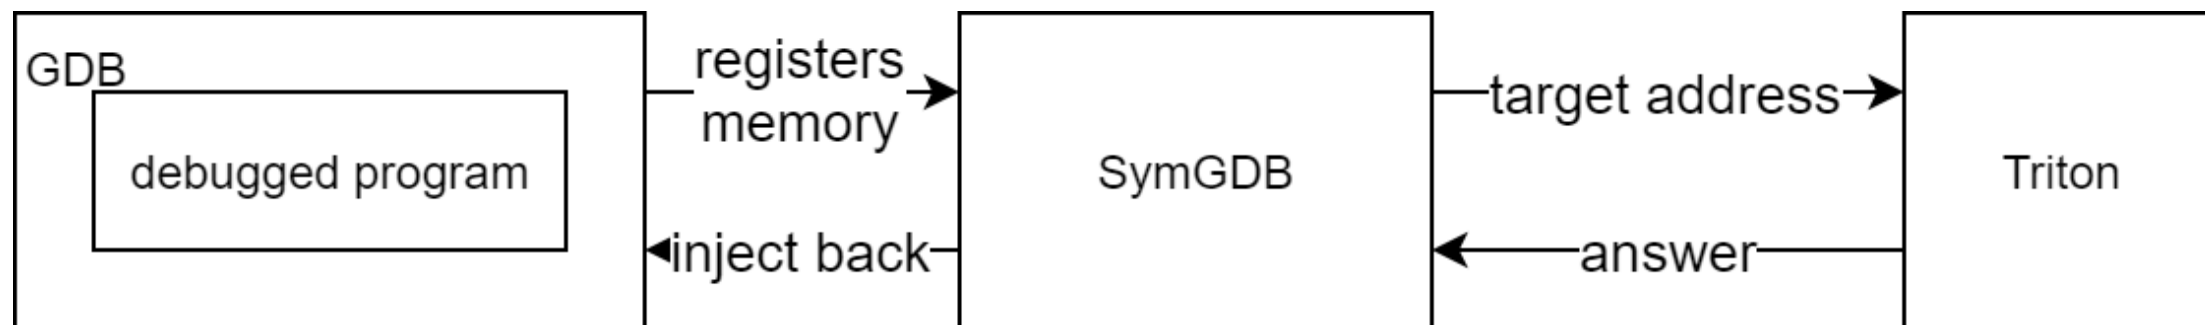 GDB
debugged program
registers
memory
inject back
SymGDB
target address
answer
Triton